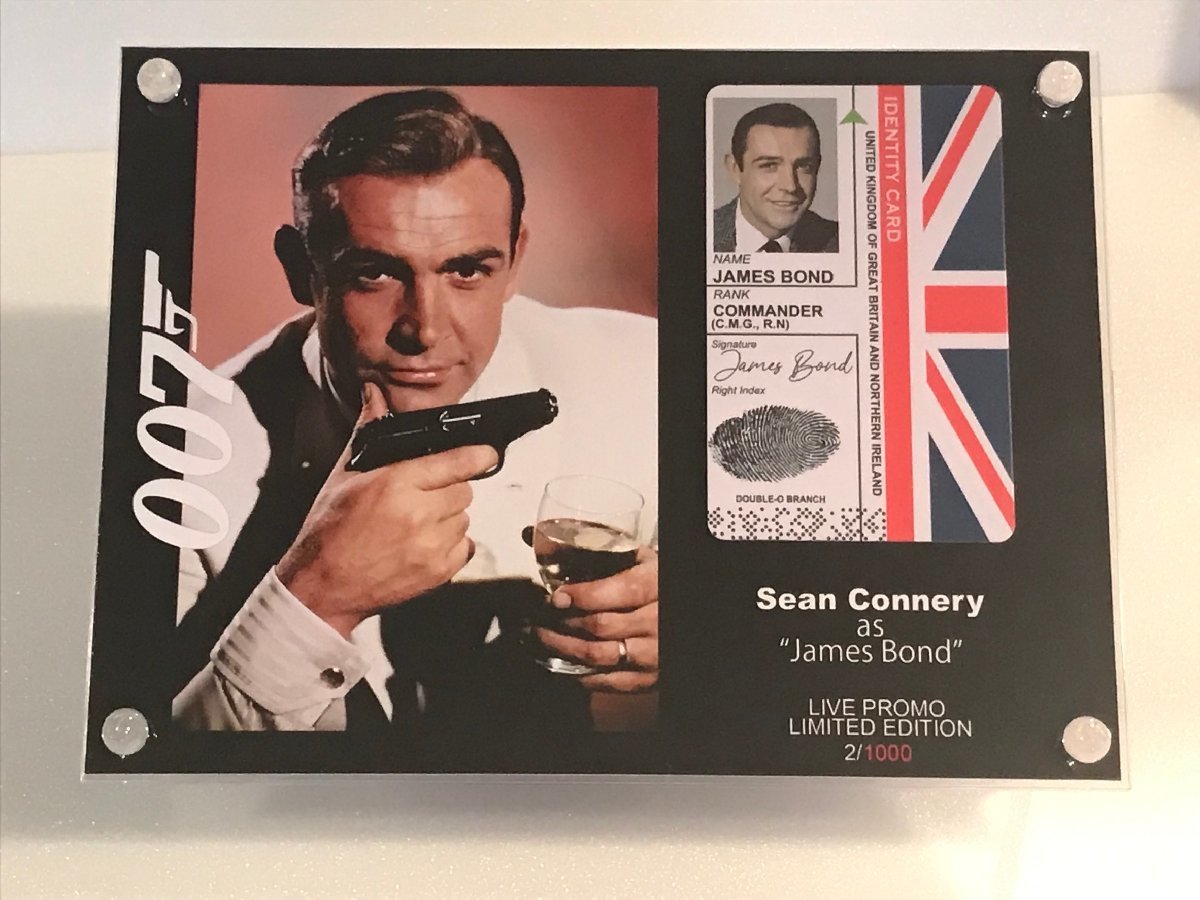 007
NAME
JAMES BOND
RANK
COMMANDER
(C.M.G., R.N)
Signature
James Bond
Right Index
DOUBLE-O BRANCH
UNITED KINGDOM OF GREAT BRITAIN AND NORTHERN IRELAND
IDENTITY CARD
Sean Connery
as
"James Bond"
LIVE PROMO
LIMITED EDITION
2/1000